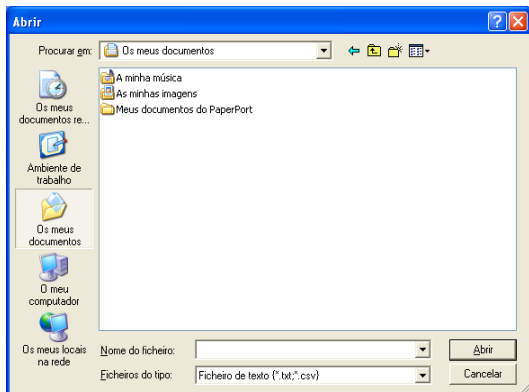 Abrir
Procurar em:
Os meus documentos
Os meus
documentos re...
Ambiente de
trabalho
Os meus
documentos
O meu
computador
Os meus locais
na rede
A minha música
As minhas imagens
Meus documentos do PaperPort
Nome do ficheiro:
Abrir
Ficheiros do tipo:
Ficheiro de texto {*.txt;*.csv}
Cancelar